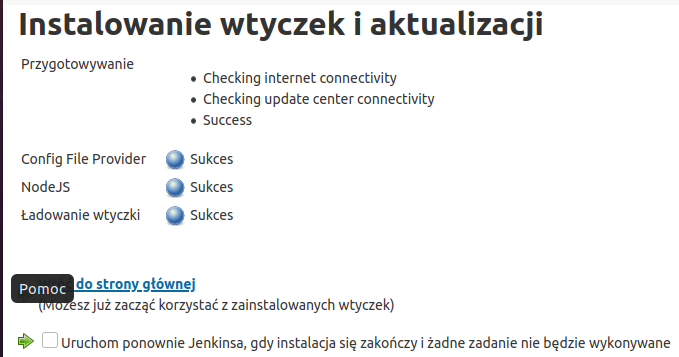 Instalowanie wtyczek i aktualizacji
Przygotowywanie
Checking internet connectivity
Checking update center connectivity
Success
Config File Provider Sukces
NodeJS Sukces
Ładowanie wtyczki Sukces
do strony głównej
Pomoc
(Możesz już zacząć korzystać z zainstalowanych wtyczek)
Uruchom ponownie Jenkinsa, gdy instalacja się zakończy i żadne zadanie nie będzie wykonywane